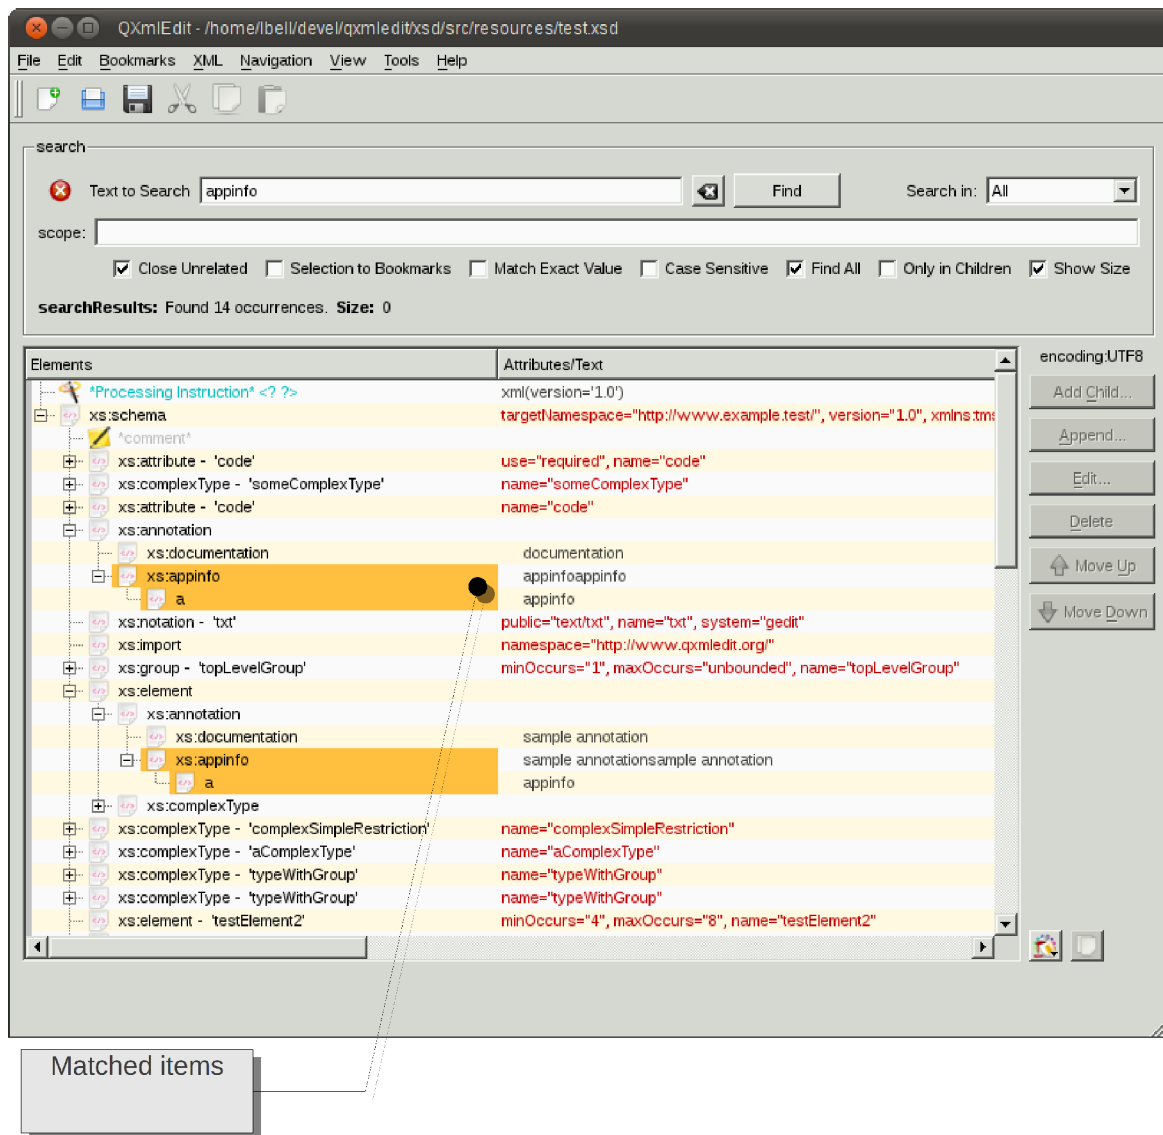 QXmlEdit - /home/lbell/devel/qxmledit/xsd/src/resources/test.xsd
File Edit Bookmarks XML Navigation View Tools Help
search
Text to Search appinfo Find Search in: All
scope:
Close Unrelated Selection to Bookmarks Match Exact Value Case Sensitive Find All Only in Children Show Size
searchResults: Found 14 occurrences. Size: 0
Elements Attributes/Text
*Processing Instruction* <? ?> xml(version='1.0')
xs:schema targetNamespace="http://www.example.test/", version="1.0", xmlns:tms
*comment*
xs:attribute - 'code' use="required", name="code"
xs:complexType - 'someComplexType' name="someComplexType"
xs:attribute - 'code' name="code"
xs:annotation
xs:documentation documentation
xs:appinfo appinfoappinfo
a appinfo
xs:notation - 'txt' public="text/txt", name="txt", system="gedit"
xs:import namespace="http://www.qxmledit.org/"
xs:group - 'topLevelGroup' minOccurs="1", maxOccurs="unbounded", name="topLevelGroup"
xs:element
xs:annotation
xs:documentation sample annotation
xs:appinfo sample annotationsample annotation
a appinfo
xs:complexType
xs:complexType - 'complexSimpleRestriction' name="complexSimpleRestriction"
xs:complexType - 'aComplexType' name="aComplexType"
xs:complexType - 'typeWithGroup' name="typeWithGroup"
xs:complexType - 'typeWithGroup' name="typeWithGroup"
xs:element - 'testElement2' minOccurs="4", maxOccurs="8", name="testElement2"
encoding:UTF8
Add Child...
Append...
Edit...
Delete
Move Up
Move Down
Matched items